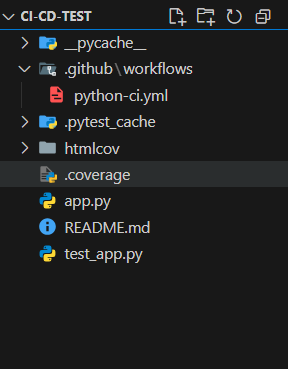 CI-CD-TEST
__pycache__
.github\workflows
python-ci.yml
.pytest_cache
htmlcov
.coverage
app.py
README.md
test_app.py